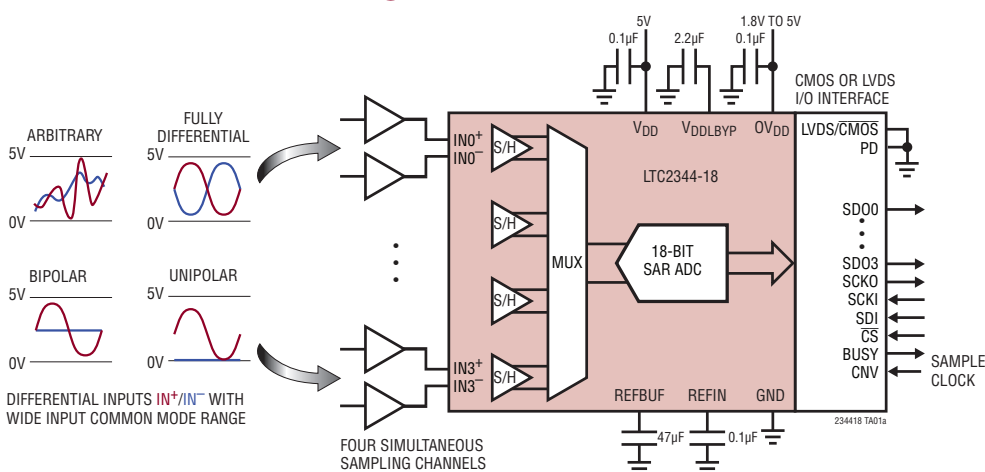 5V
1.8V TO 5V
0.1µF
2.2µF
0.1µF
CMOS OR LVDS
I/O INTERFACE
ARBITRARY
FULLY
DIFFERENTIAL
5V
0V
5V
0V
BIPOLAR
UNIPOLAR
5V
0V
5V
0V
DIFFERENTIAL INPUTS IN+/IN− WITH
WIDE INPUT COMMON MODE RANGE
FOUR SIMULTANEOUS
SAMPLING CHANNELS
IN0+
IN0−
IN3+
IN3−
S/H
S/H
S/H
S/H
MUX
VDD
VDDLBYP
OVDD
LTC2344-18
18-BIT
SAR ADC
REFBUF
REFIN
GND
47µF
0.1µF
LVDS/C̅M̅O̅S̅
PD
SDO0
SDO3
SCKO
SCKI
SDI
C̅S̅
BUSY
CNV
SAMPLE
CLOCK
234418 TA01a